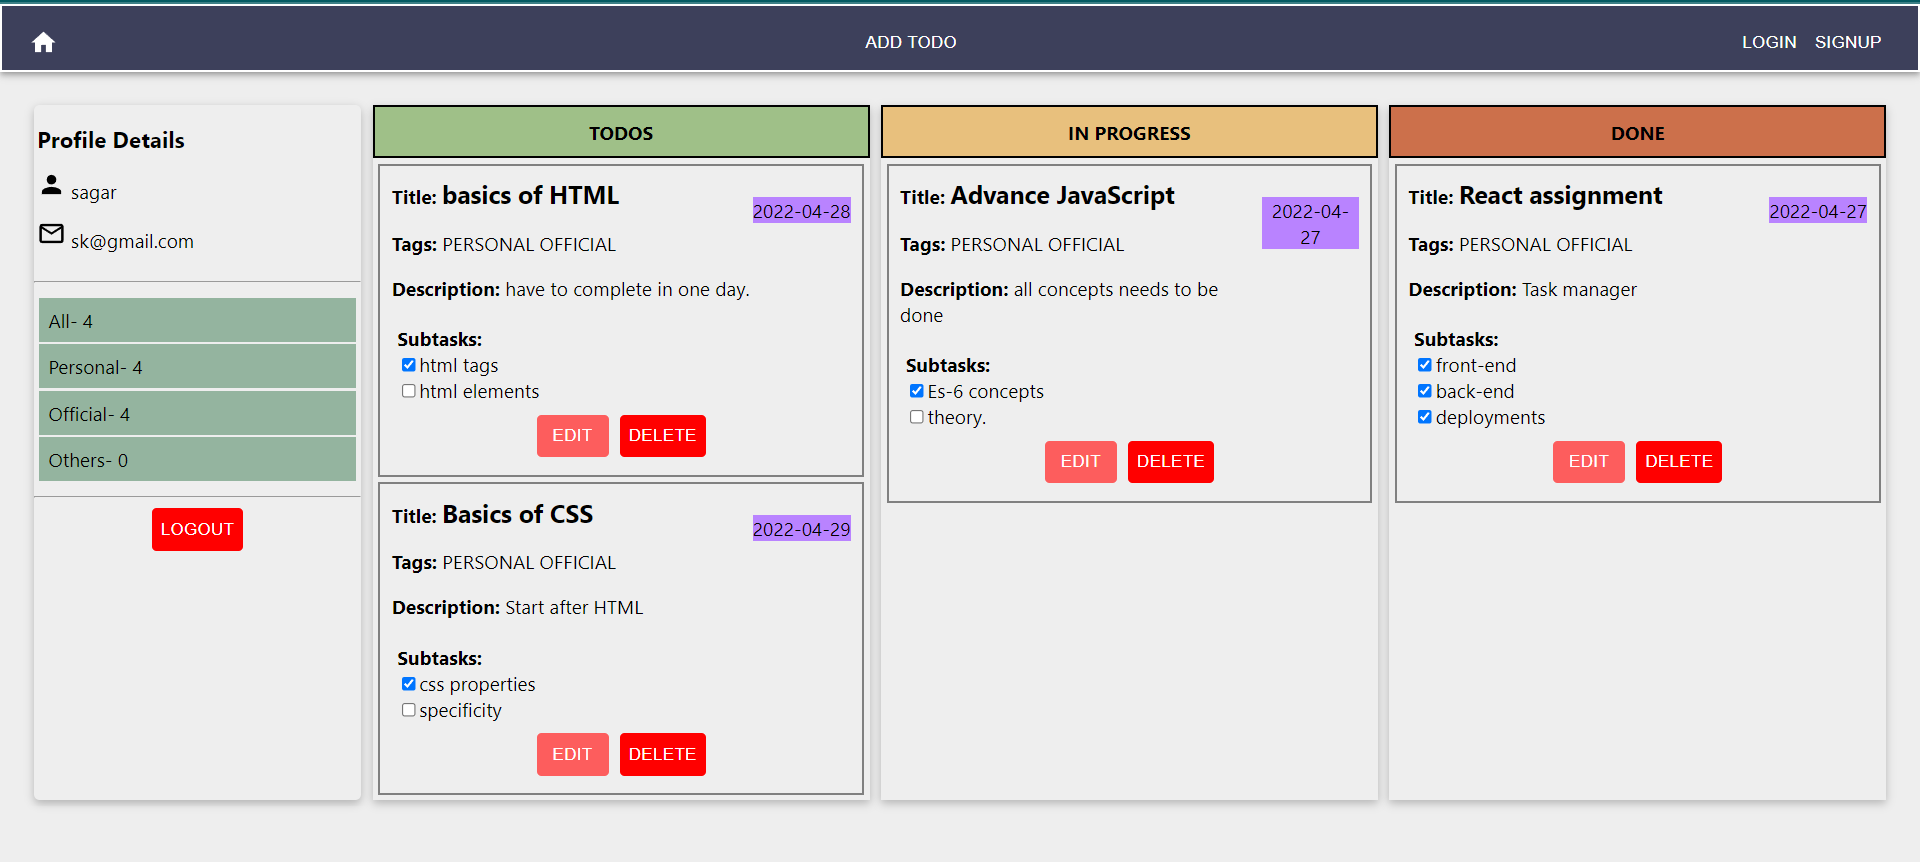 ADD TODO
LOGIN SIGNUP
Profile Details
sagar
sk@gmail.com
All- 4
Personal- 4
Official- 4
Others- 0
LOGOUT
TODOS
Title: basics of HTML
2022-04-28
Tags: PERSONAL OFFICIAL
Description: have to complete in one day.
Subtasks:
html tags
html elements
EDIT DELETE
Title: Basics of CSS
2022-04-29
Tags: PERSONAL OFFICIAL
Description: Start after HTML
Subtasks:
css properties
specificity
EDIT DELETE
IN PROGRESS
Title: Advance JavaScript
2022-04-
27
Tags: PERSONAL OFFICIAL
Description: all concepts needs to be
done
Subtasks:
Es-6 concepts
theory.
EDIT DELETE
DONE
Title: React assignment
2022-04-27
Tags: PERSONAL OFFICIAL
Description: Task manager
Subtasks:
front-end
back-end
deployments
EDIT DELETE